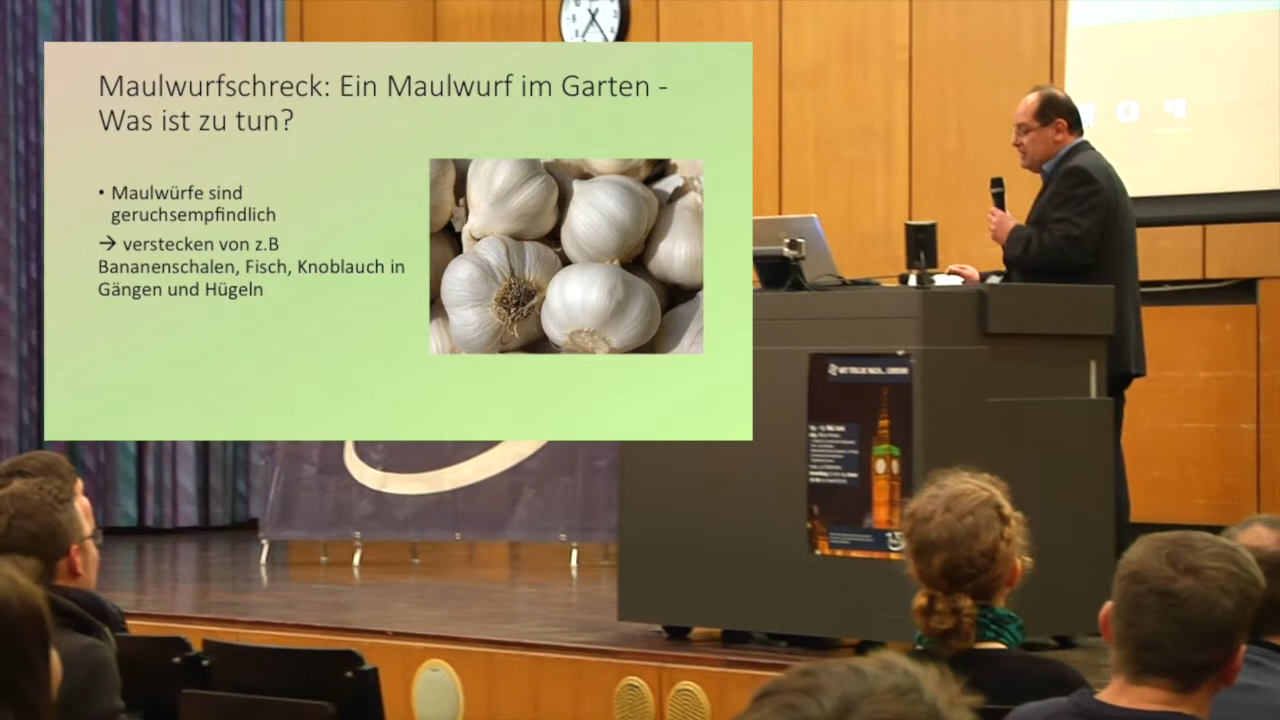 Maulwurfschreck: Ein Maulwurf im Garten -
Was ist zu tun?
• Maulwürfe sind
geruchsempfindlich
→ verstecken von z.B
Bananenschalen, Fisch, Knoblauch in
Gängen und Hügeln